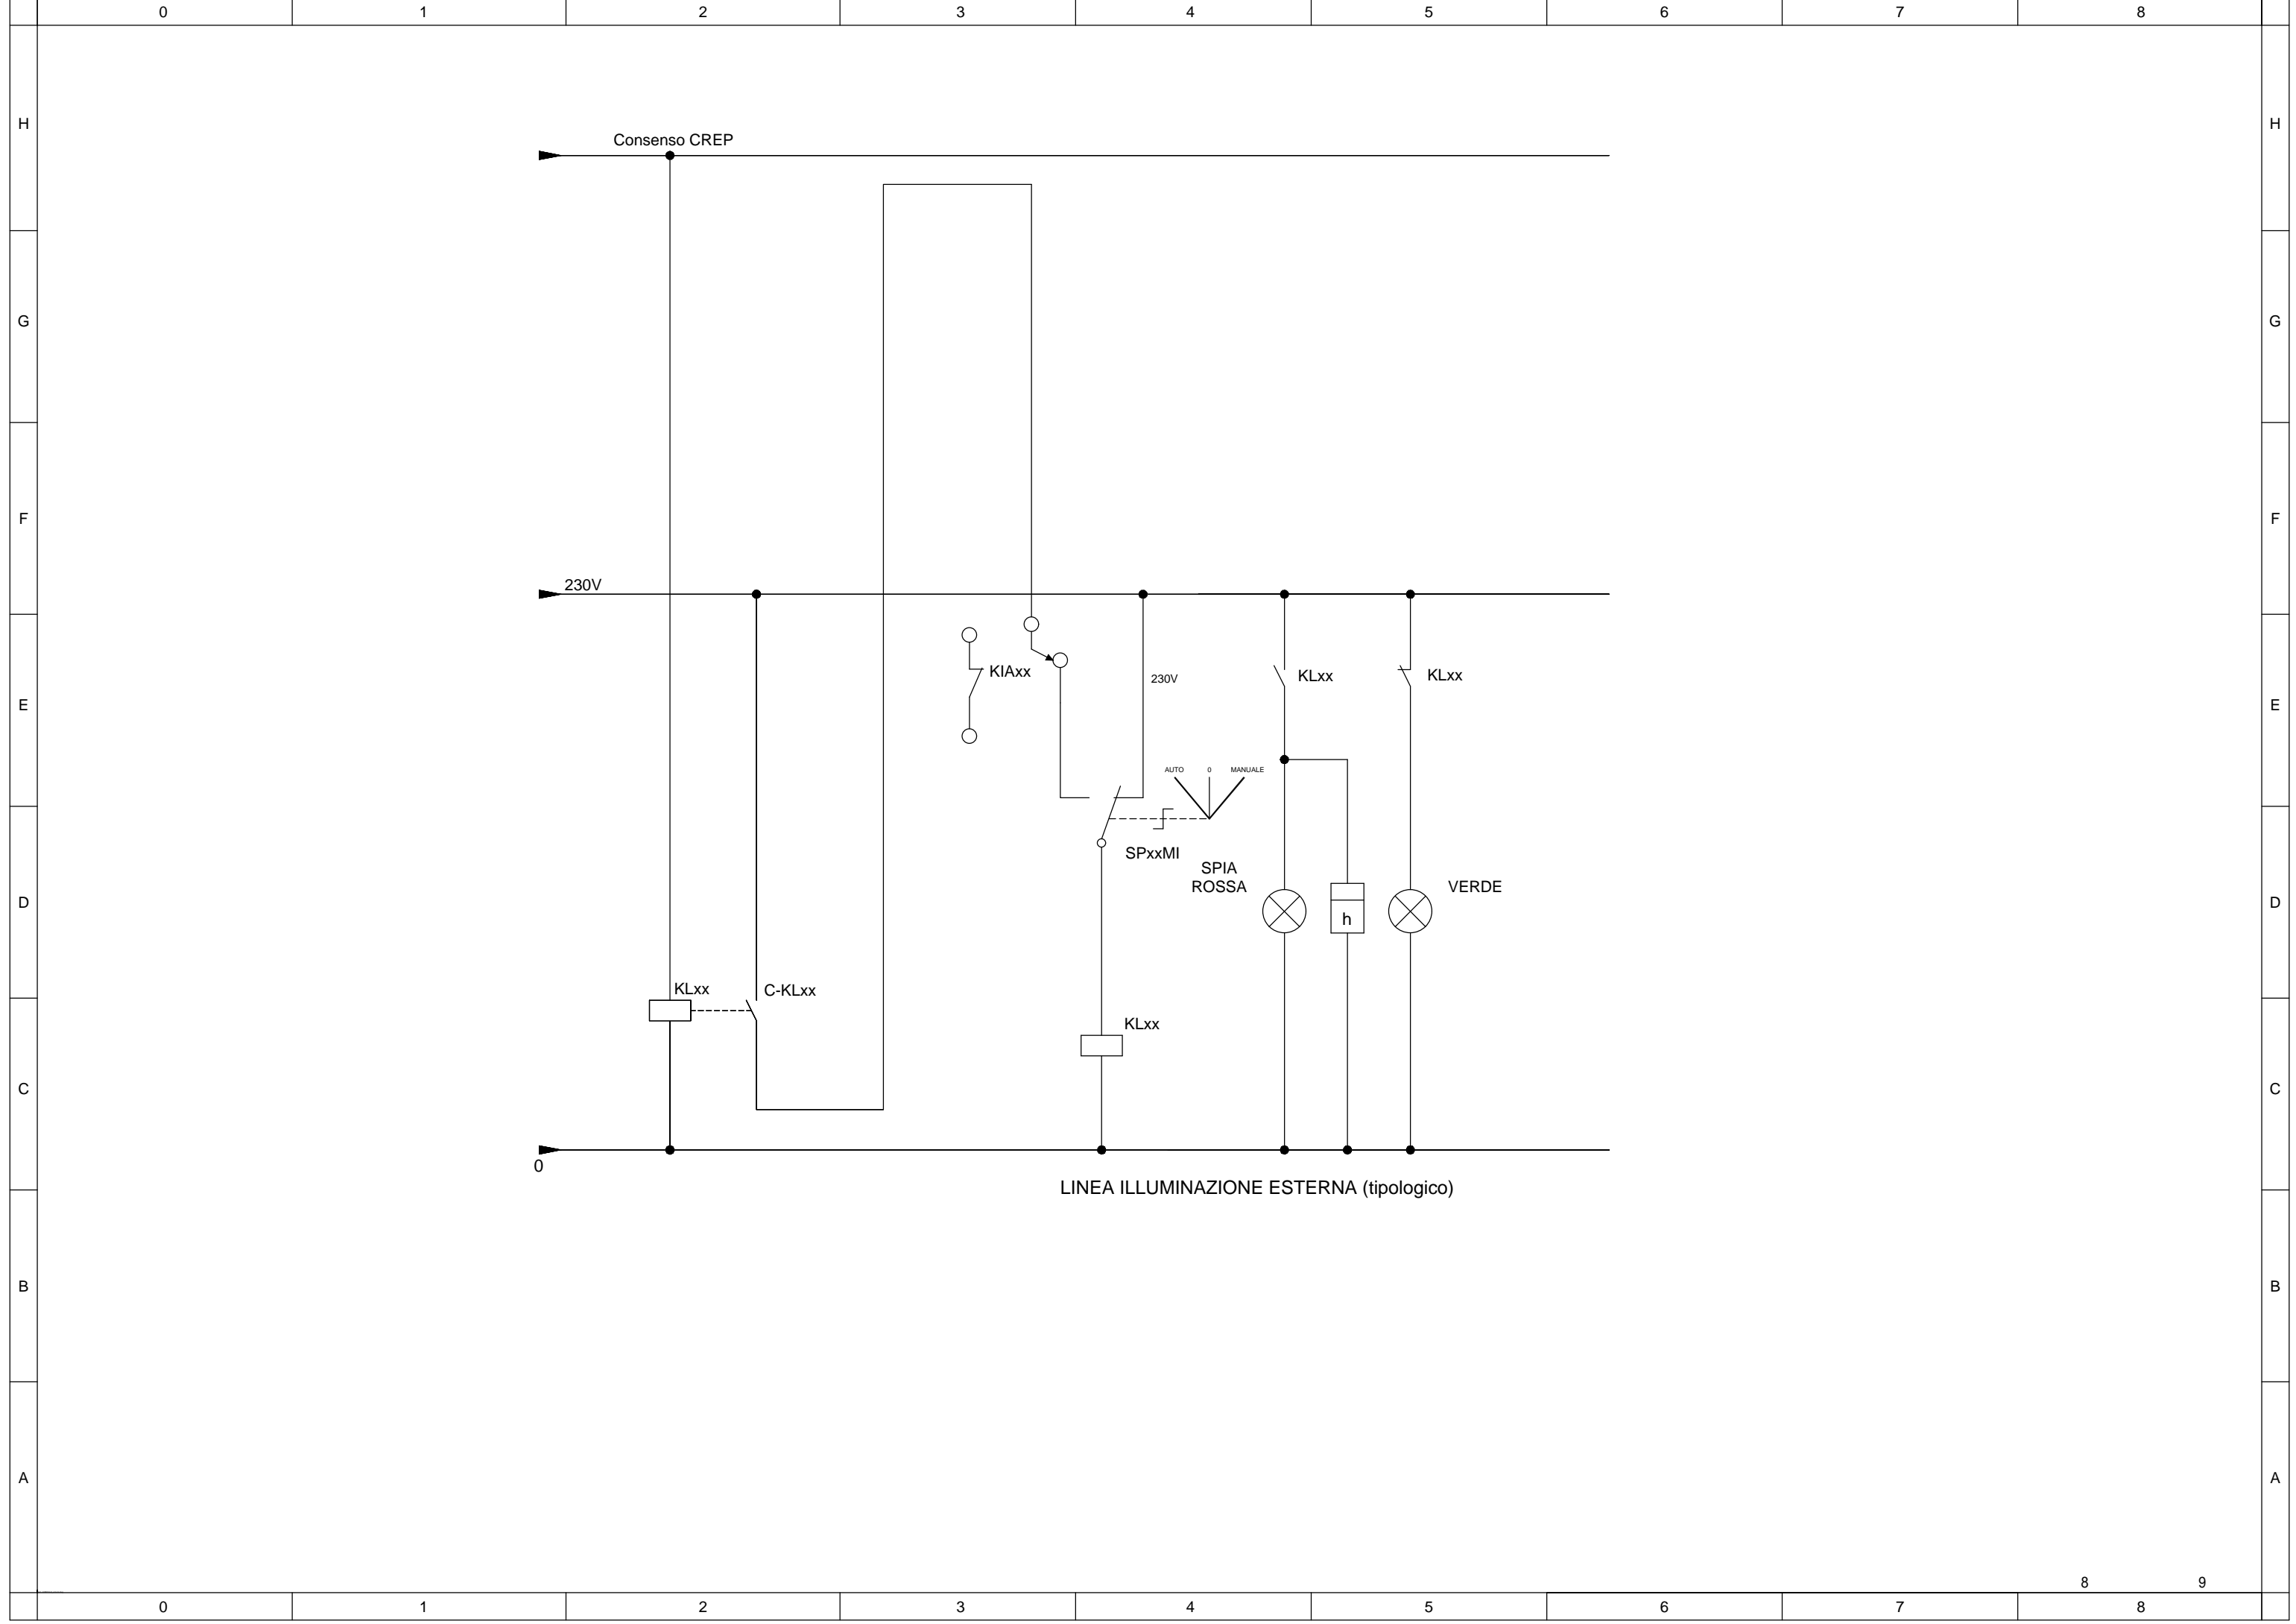 0 1 2 3 4 5 6 7 8
H H
Consenso CREP
G G
F F
230V
KIAxx
230V
KLxx
KLxx
E E
AUTO 0 MANUALE
SPxxMI
SPIA
ROSSA
VERDE
D D
h
KLxx
C-KLxx
KLxx
C C
0
LINEA ILLUMINAZIONE ESTERNA (tipologico)
B B
A A
8 9
0 1 2 3 4 5 6 7 8